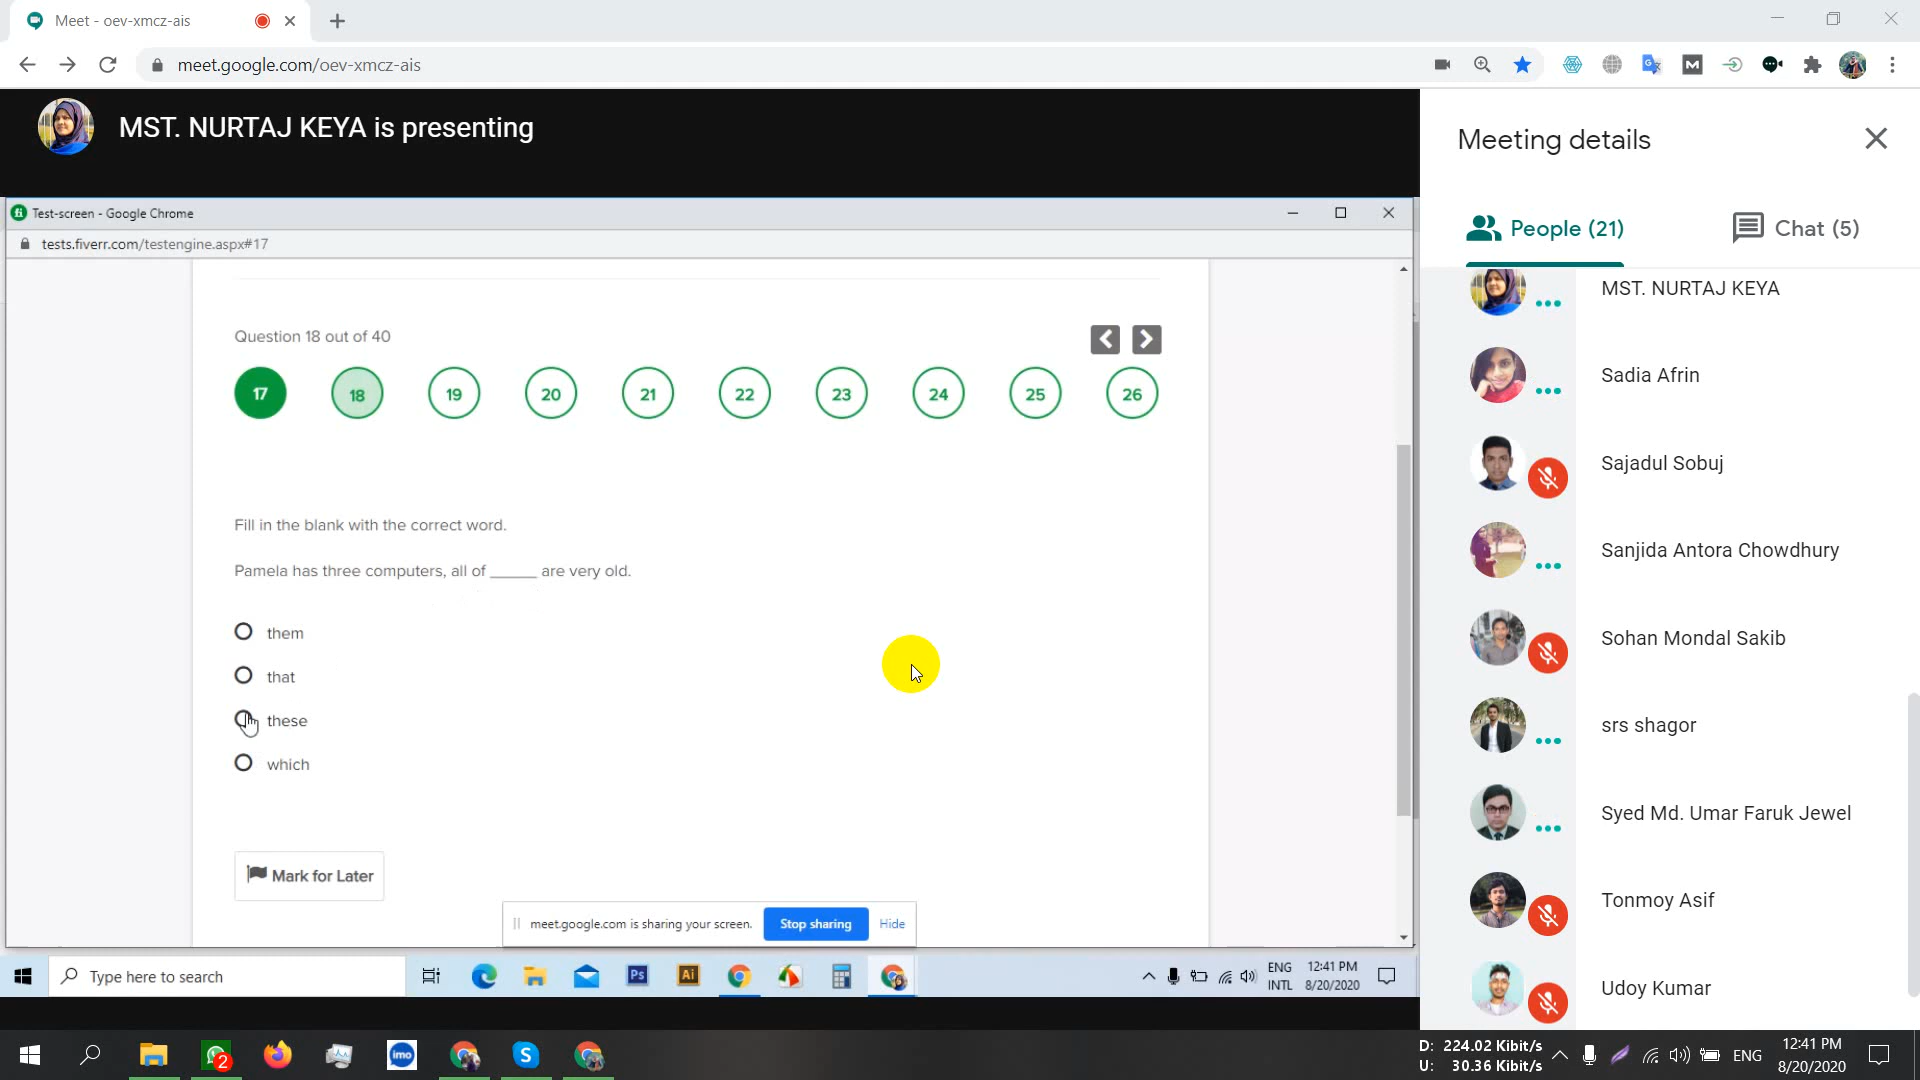 Meet - oev-xmcz-ais
meet.google.com/oev-xmcz-ais
MST. NURTAJ KEYA is presenting
Meeting details
People (21)
Chat (5)
Test-screen - Google Chrome
tests.fiverr.com/testengine.aspx#17
Question 18 out of 40
17 18 19 20 21 22 23 24 25 26
Fill in the blank with the correct word.
Pamela has three computers, all of ______ are very old.
them
that
these
which
Mark for Later
meet.google.com is sharing your screen.
Stop sharing
Hide
Type here to search
Ps
Ai
ENG
INTL
12:41 PM
8/20/2020
MST. NURTAJ KEYA
Sadia Afrin
Sajadul Sobuj
Sanjida Antora Chowdhury
Sohan Mondal Sakib
srs shagor
Syed Md. Umar Faruk Jewel
Tonmoy Asif
Udoy Kumar
2
imo
D: 224.02 Kibit/s
U: 30.36 Kibit/s
ENG
12:41 PM
8/20/2020